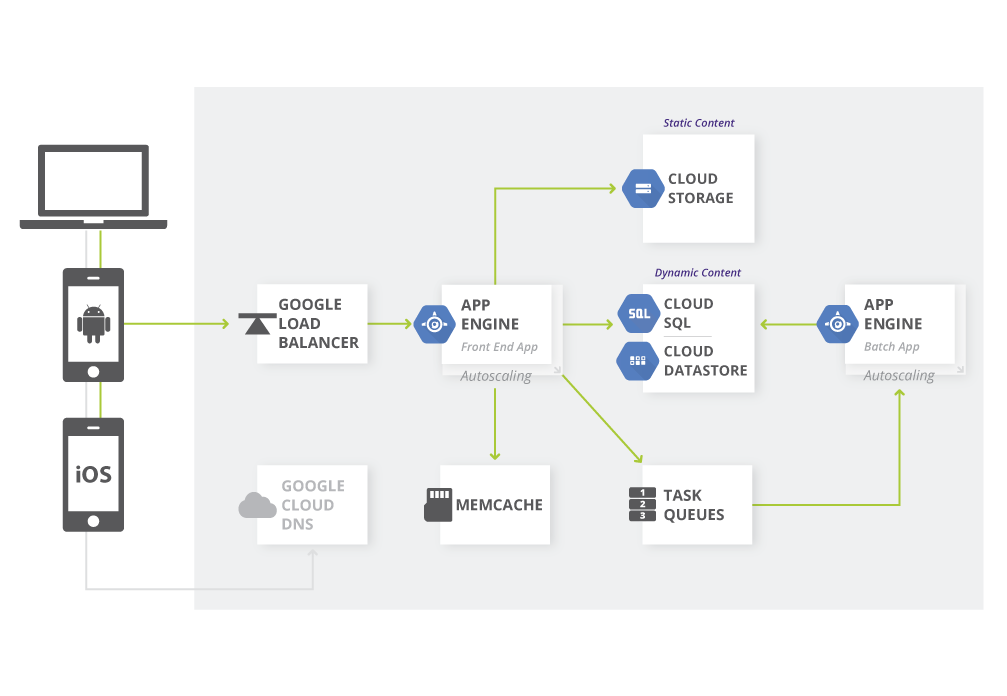 Static Content
CLOUD
STORAGE
Dynamic Content
SQL
CLOUD
SQL
CLOUD
DATASTORE
GOOGLE
LOAD
BALANCER
APP
ENGINE
Front End App
Autoscaling
APP
ENGINE
Batch App
Autoscaling
iOS
GOOGLE
CLOUD
DNS
MEMCACHE
1
2
3
TASK
QUEUES